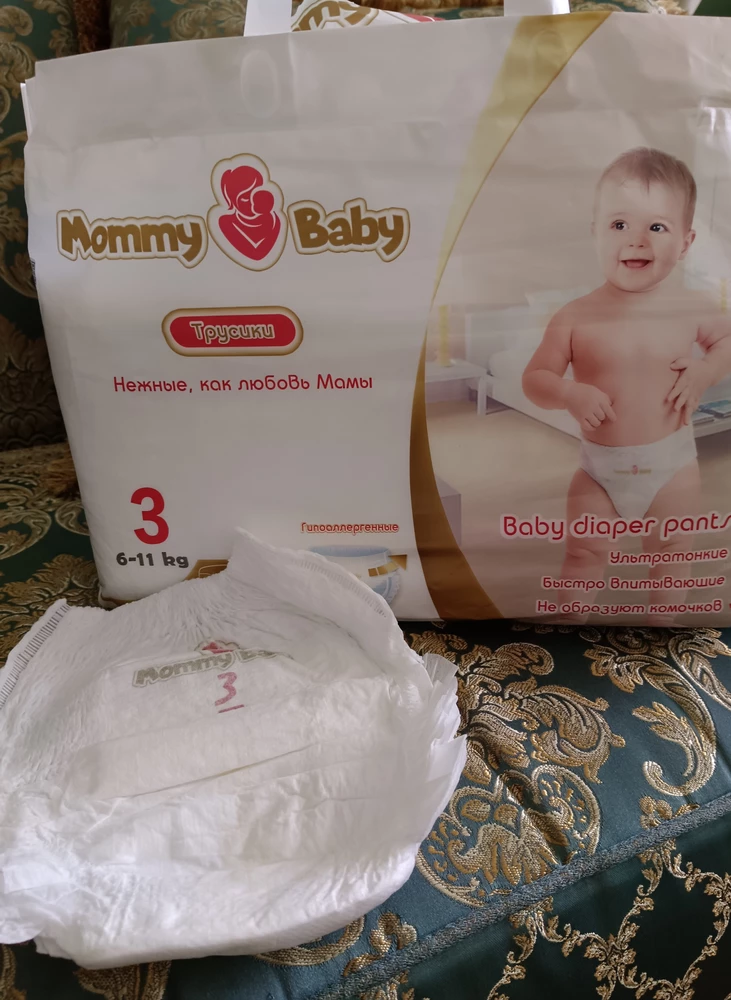 Mommy Baby
Трусики
Нежные, как любовь Мамы
3
6-11 kg
Гипоаллергенные
Baby diaper pants
Ультратонкие
Быстро Впитывающие
Не образуют комочков
Mommy
3
3